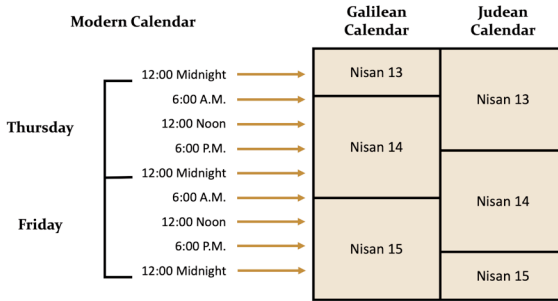 Modern Calendar
Galilean
Calendar
Judean
Calendar
12:00 Midnight
6:00 A.M.
12:00 Noon
6:00 P.M.
12:00 Midnight
6:00 A.M.
12:00 Noon
6:00 P.M.
12:00 Midnight
Thursday
Friday
Nisan 13
Nisan 14
Nisan 15
Nisan 13
Nisan 14
Nisan 15